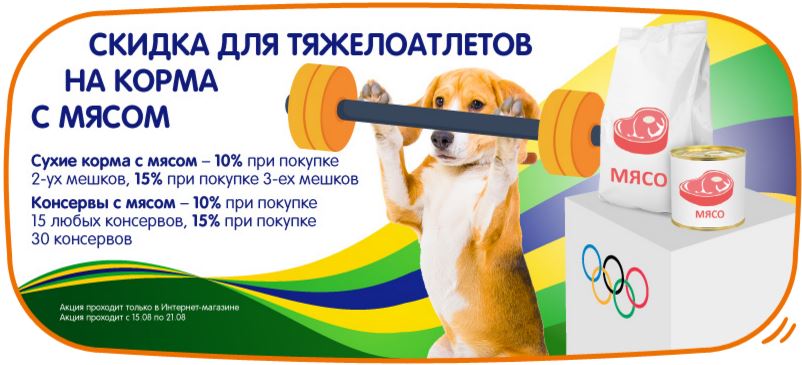 СКИДКА ДЛЯ ТЯЖЕЛОАТЛЕТОВ
НА КОРМА
С МЯСОМ
Сухие корма с мясом – 10% при покупке
2-ух мешков, 15% при покупке 3-ех мешков
Консервы с мясом – 10% при покупке
15 любых консервов, 15% при покупке
30 консервов
Акция проходит только в Интернет-магазине
Акция проходит с 15.08 по 21.08
МЯСО
МЯСО